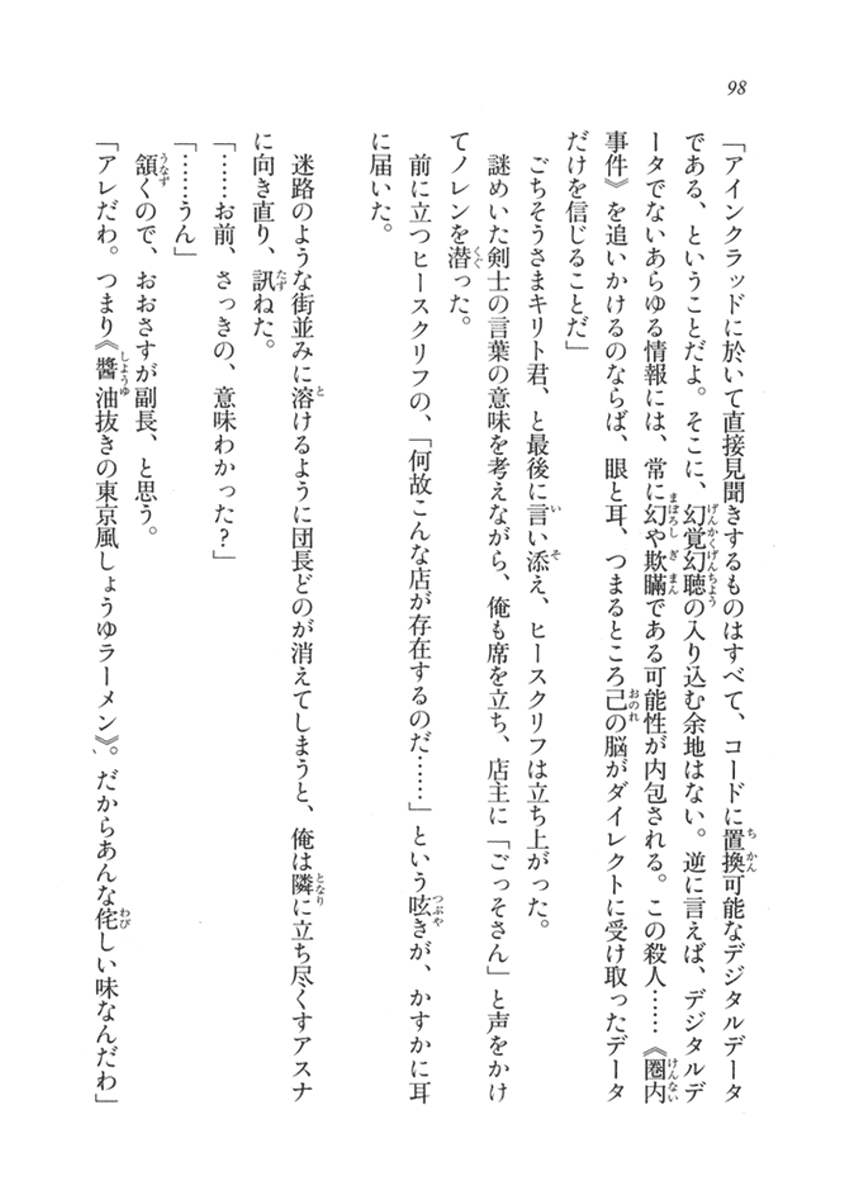 98
「アインクラッドに於いて直接見聞きするものはすべて、コードに置換可能なデジタルデータ
である、ということだよ。そこに、幻覚幻聴の入り込む余地はない。逆に言えば、デジタルデ
ータでないあらゆる情報には、常に幻や欺瞞である可能性が内包される。この殺人……《圏内
事件》を追いかけるのならば、眼と耳、つまるところ己の脳がダイレクトに受け取ったデータ
だけを信じることだ」
ごちそうさまキリト君、と最後に言い添え、ヒースクリフは立ち上がった。
謎めいた剣士の言葉の意味を考えながら、俺も席を立ち、店主に「ごっそさん」と声をかけ
てノレンを潜った。
前に立つヒースクリフの、「何故こんな店が存在するのだ……」という呟きが、かすかに耳
に届いた。
迷路のような街並みに溶けるように団長どのが消えてしまうと、俺は隣に立ち尽くすアスナ
に向き直り、訊ねた。
「……お前、さっきの、意味わかった?」
「……うん」
頷くので、おおさすが副長、と思う。
「アレだわ。つまり《醬油抜きの東京風しょうゆラーメン》。だからあんな侘しい味なんだわ」